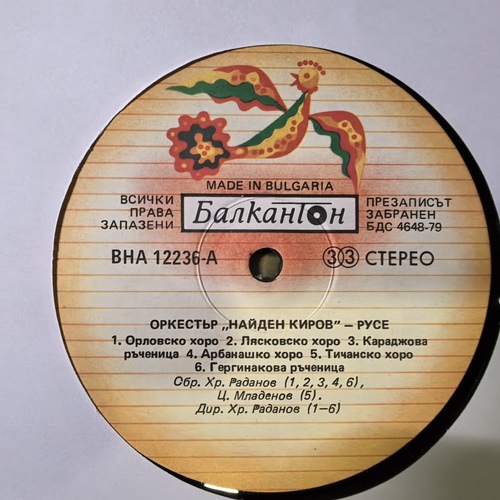 MADE IN BULGARIA
ВСИЧКИ
ПРАВА
ЗАПАЗЕНИ
Балкантон
ПРЕЗАПИСЪТ
ЗАБРАНЕН
БДС 4648-79
ВНА 12236-А
33 СТЕРЕО
ОРКЕСТЪР „НАЙДЕН КИРОВ" – РУСЕ
1. Орловско хоро 2. Лясковско хоро 3. Караджова
ръченица 4. Арбанашко хоро 5. Тичанско хоро
6. Гергинакова ръченица
Обр. Хр. Раданов (1, 2, 3, 4, 6),
Ц. Младенов (5).
Дир. Хр. Раданов (1–6)